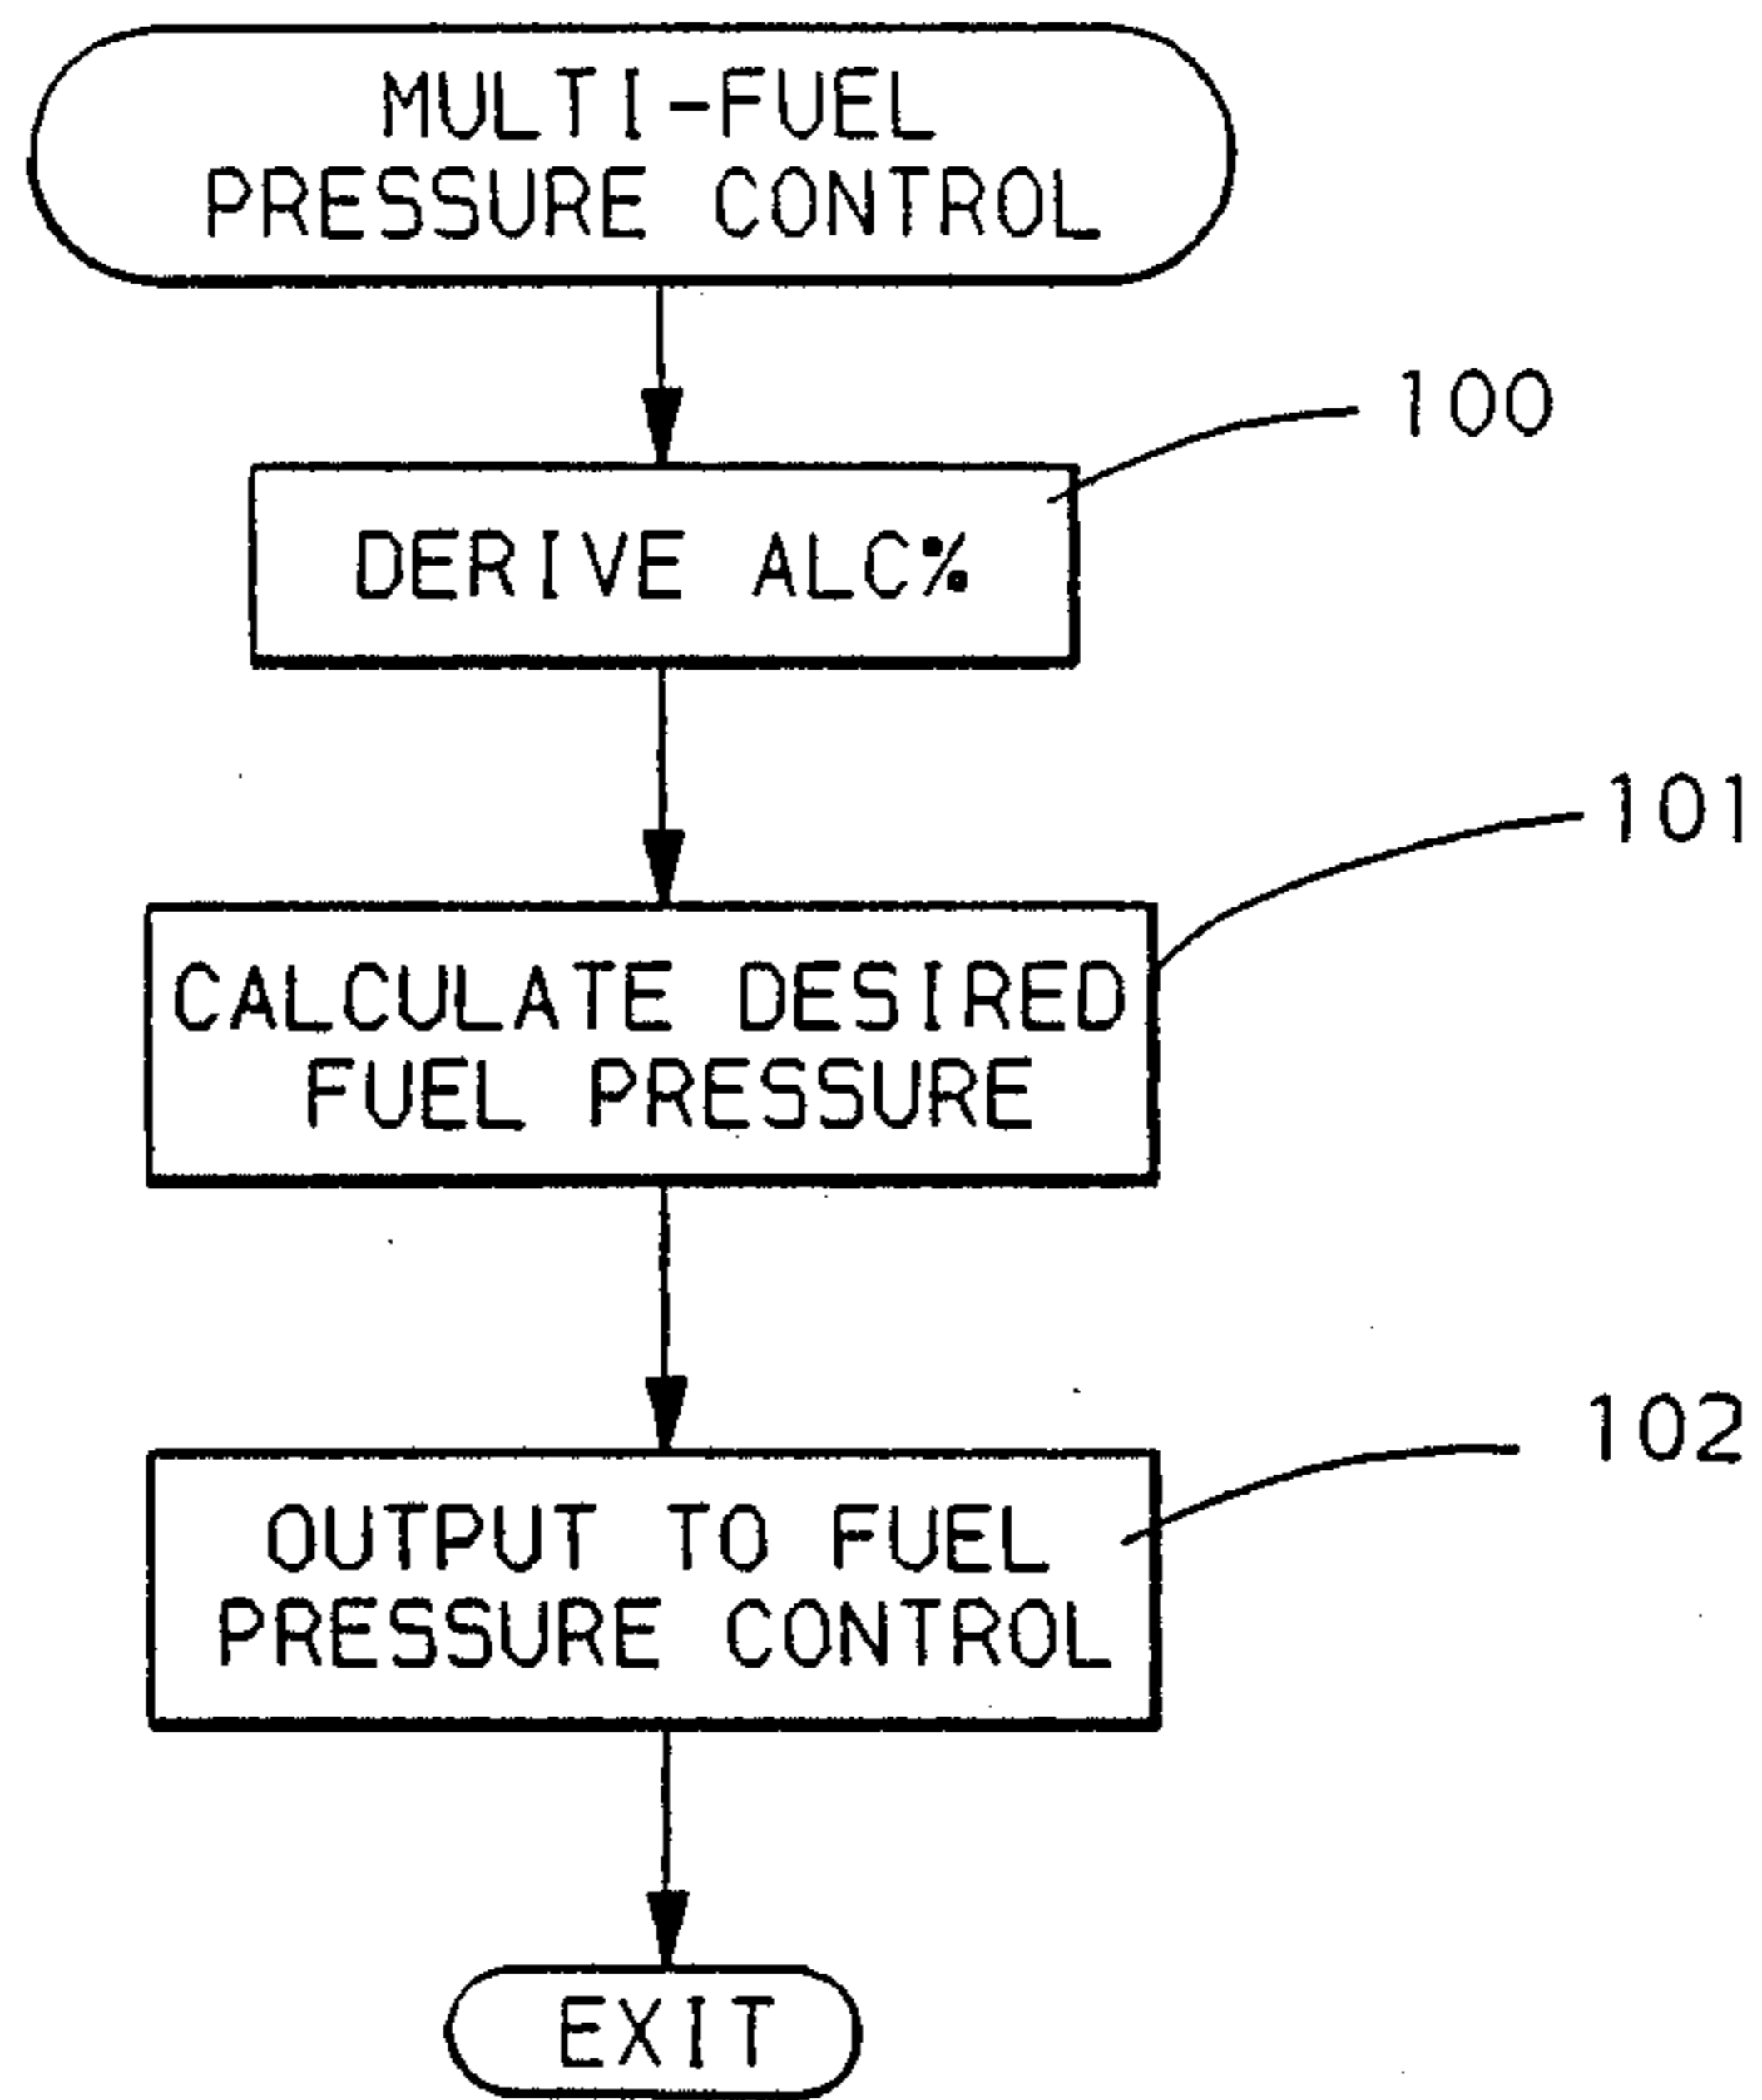 MULTI-FUEL
PRESSURE CONTROL
100
DERIVE ALC%
101
CALCULATE DESIRED
FUEL PRESSURE
102
OUTPUT TO FUEL
PRESSURE CONTROL
EXIT